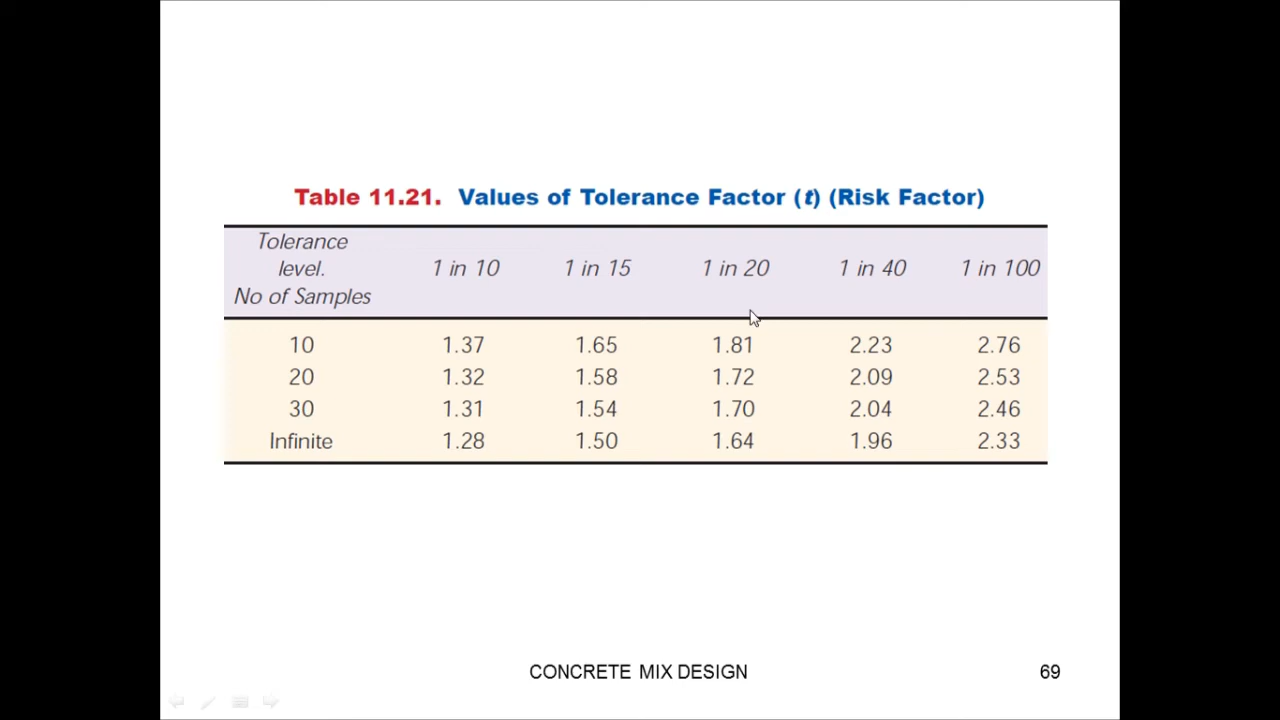 Table 11.21. Values of Tolerance Factor (t) (Risk Factor)
Tolerance
level. 1 in 10 1 in 15 1 in 20 1 in 40 1 in 100
No of Samples
10 1.37 1.65 1.81 2.23 2.76
20 1.32 1.58 1.72 2.09 2.53
30 1.31 1.54 1.70 2.04 2.46
Infinite 1.28 1.50 1.64 1.96 2.33
CONCRETE MIX DESIGN 69